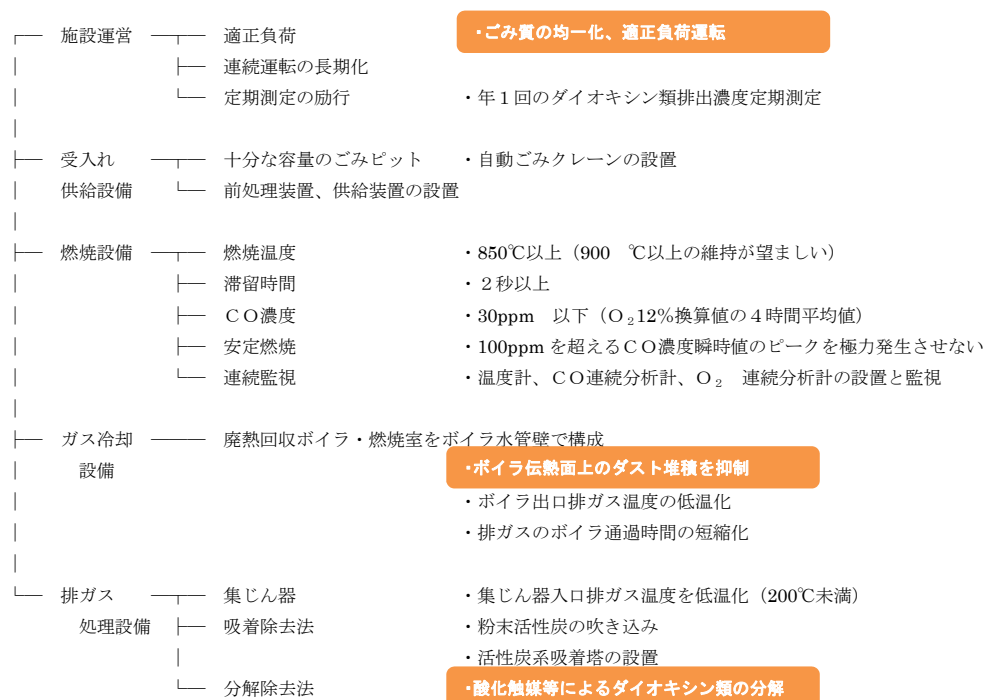 施設運営 適正負荷 ・ごみ質の均一化、適正負荷運転
連続運転の長期化
定期測定の励行 ・年１回のダイオキシン類排出濃度定期測定
受入れ 十分な容量のごみピット ・自動ごみクレーンの設置
供給設備 前処理装置、供給装置の設置
燃焼設備 燃焼温度 ・850℃以上（900　℃以上の維持が望ましい）
滞留時間 ・２秒以上
ＣＯ濃度 ・30ppm　以下（Ｏ₂12％換算値の４時間平均値）
安定燃焼 ・100ppm を超えるＣＯ濃度瞬時値のピークを極力発生させない
連続監視 ・温度計、ＣＯ連続分析計、Ｏ₂　連続分析計の設置と監視
ガス冷却 廃熱回収ボイラ・燃焼室をボイラ水管壁で構成
設備 ・ボイラ伝熱面上のダスト堆積を抑制
・ボイラ出口排ガス温度の低温化
・排ガスのボイラ通過時間の短縮化
排ガス 集じん器 ・集じん器入口排ガス温度を低温化（200℃未満）
処理設備 吸着除去法 ・粉末活性炭の吹き込み
・活性炭系吸着塔の設置
分解除去法 ・酸化触媒等によるダイオキシン類の分解